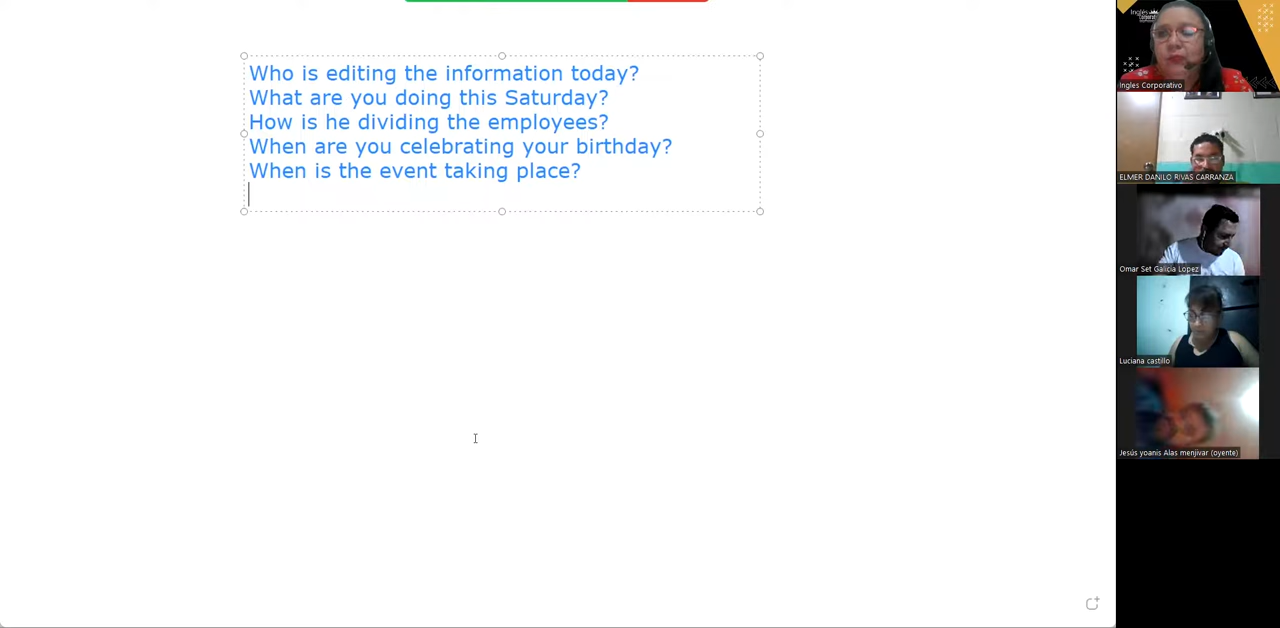 Who is editing the information today?
What are you doing this Saturday?
How is he dividing the employees?
When are you celebrating your birthday?
When is the event taking place?
Inglés
Corporativo
Ingles Corporativo
ELMER DANILO RIVAS CARRANZA
Omar Set Galicia Lopez
Luciana castillo
Jesús yoanis Alas menjivar (oyente)